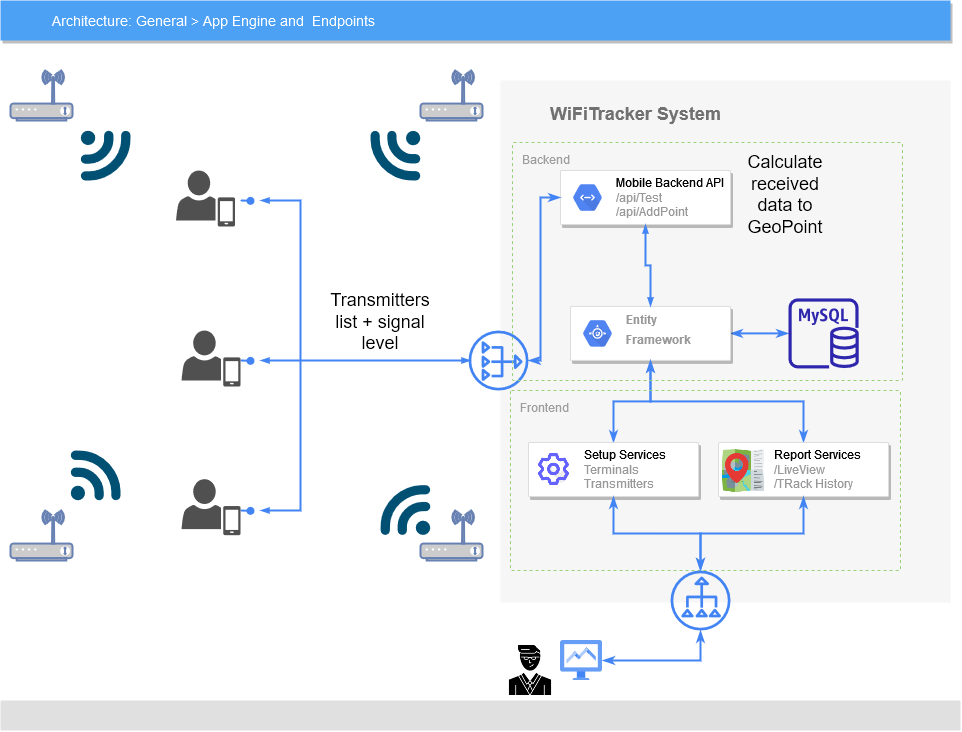 Architecture: General > App Engine and  Endpoints
WiFiTracker System
Backend
Mobile Backend API
/api/Test
/api/AddPoint
Calculate
received
data to
GeoPoint
Transmitters
list + signal
level
Entity
Framework
MySQL
Frontend
Setup Services
Terminals
Transmitters
Report Services
/LiveView
/TRack History